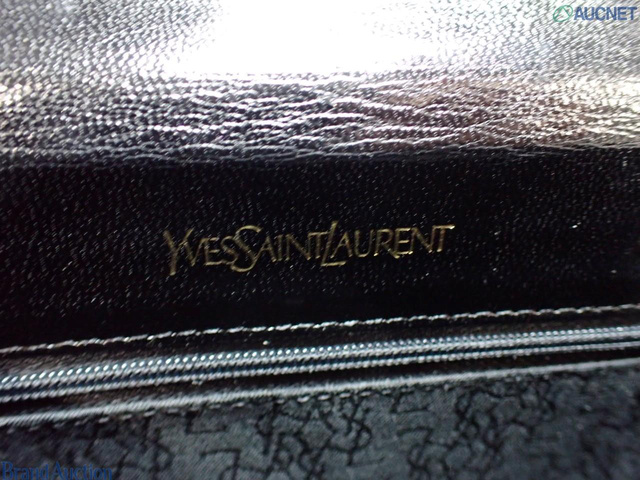 AUCNET
YVESSAINTLAURENT
Brand Auction